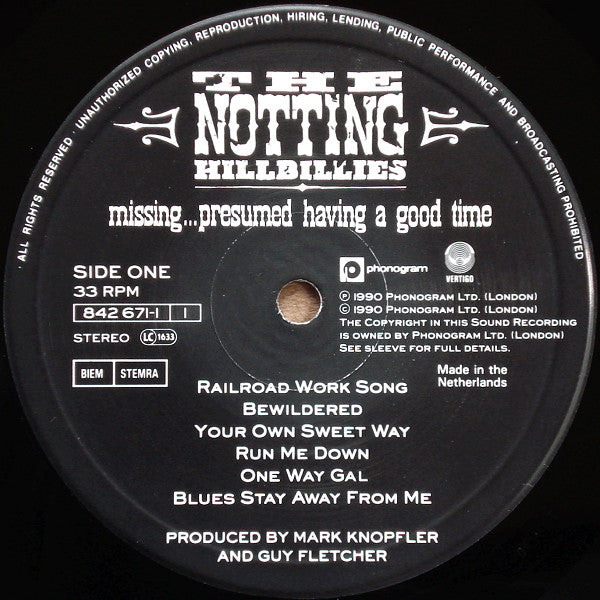 ALL RIGHTS RESERVED · UNAUTHORIZED COPYING, REPRODUCTION, HIRING, LENDING, PUBLIC PERFORMANCE AND BROADCASTING PROHIBITED
THE
NOTTING
HILLBILLIES
missing...presumed having a good time
SIDE ONE
33 RPM
842 671-1 1
STEREO LC 1633
BIEM STEMRA
phonogram
VERTIGO
Ⓟ 1990 PHONOGRAM LTD. (LONDON)
© 1990 PHONOGRAM LTD. (LONDON)
THE COPYRIGHT IN THIS SOUND RECORDING
IS OWNED BY PHONOGRAM LTD. (LONDON)
SEE SLEEVE FOR FULL DETAILS.
Made in the
Netherlands
RAILROAD WORK SONG
BEWILDERED
YOUR OWN SWEET WAY
RUN ME DOWN
ONE WAY GAL
BLUES STAY AWAY FROM ME
PRODUCED BY MARK KNOPFLER
AND GUY FLETCHER